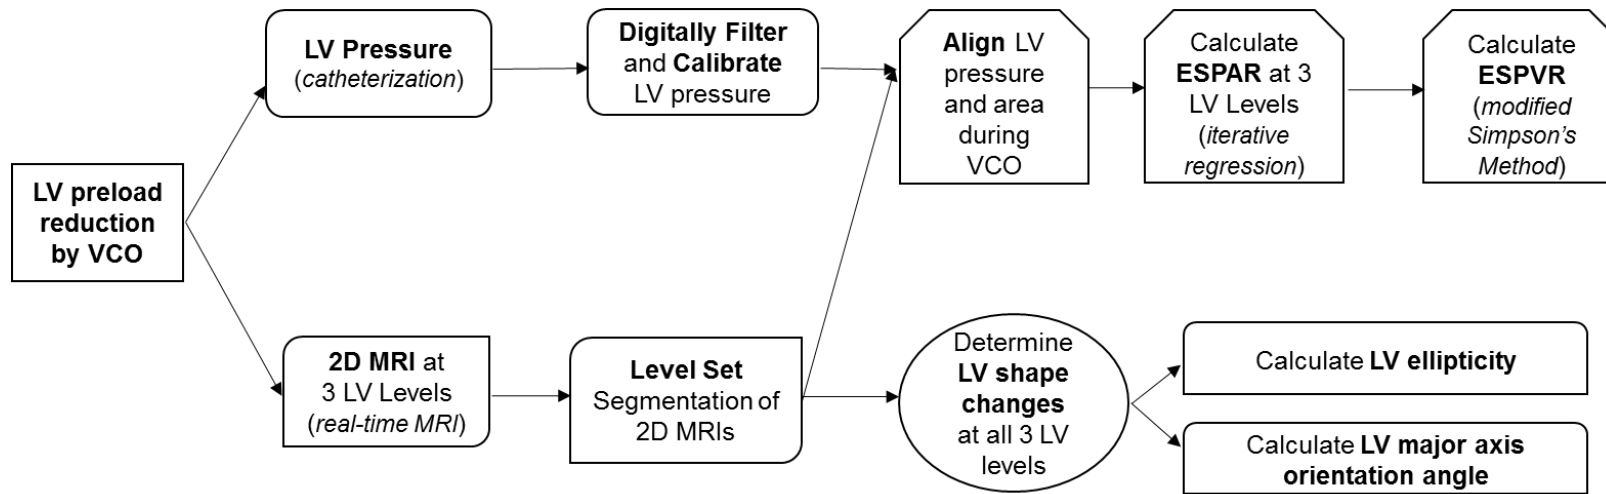 LV preload
reduction
by VCO
LV Pressure
(catheterization)
Digitally Filter
and Calibrate
LV pressure
Align LV
pressure
and area
during
VCO
Calculate
ESPAR at 3
LV Levels
(iterative
regression)
Calculate
ESPVR
(modified
Simpson's
Method)
2D MRI at
3 LV Levels
(real-time MRI)
Level Set
Segmentation of
2D MRIs
Determine
LV shape
changes
at all 3 LV
levels
Calculate LV ellipticity
Calculate LV major axis
orientation angle